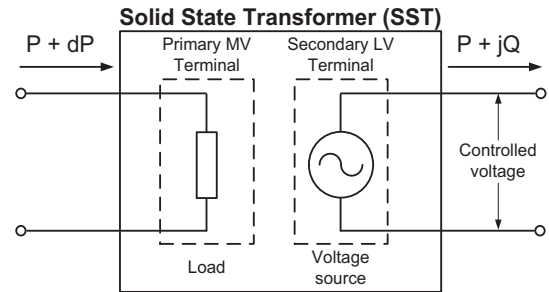 Solid State Transformer (SST)
P + dP
Primary MV
Terminal
Secondary LV
Terminal
P + jQ
Controlled
voltage
Load
Voltage
source